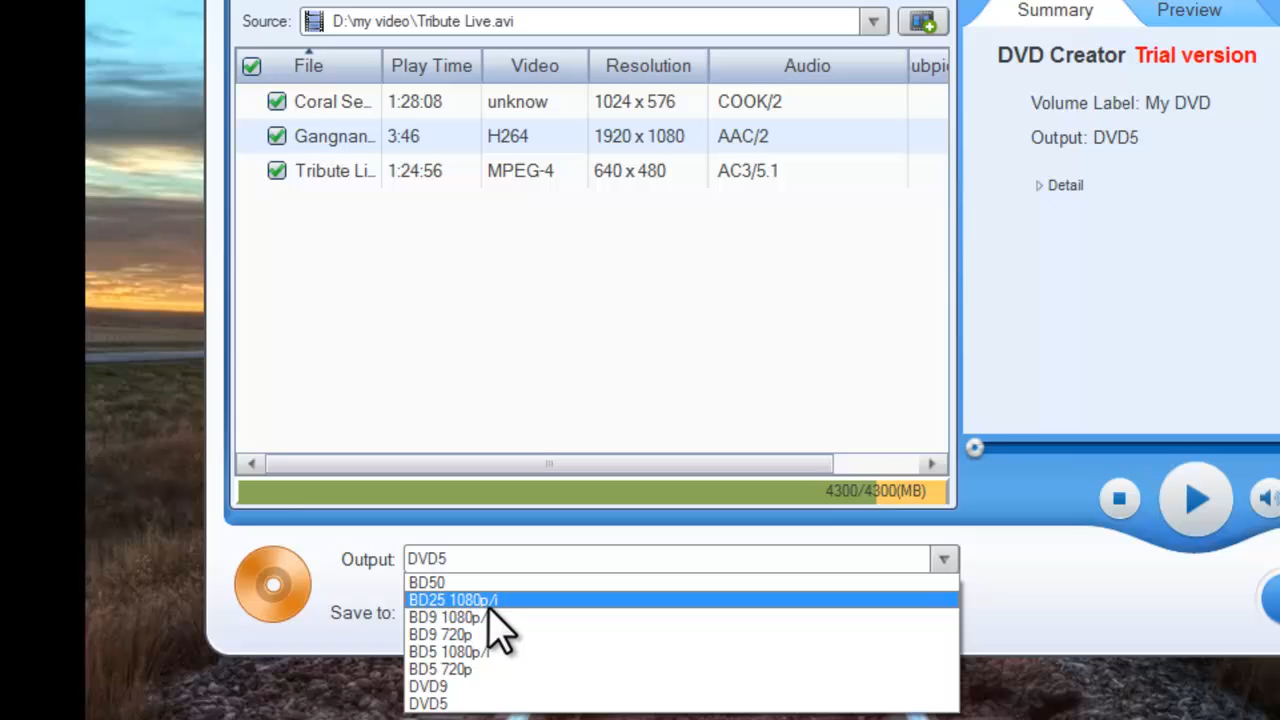 Source: D:\my video\Tribute Live.avi
Summary Preview
File Play Time Video Resolution Audio ubpi
Coral Se... 1:28:08 unknow 1024 x 576 COOK/2
Gangnan... 3:46 H264 1920 x 1080 AAC/2
Tribute Li... 1:24:56 MPEG-4 640 x 480 AC3/5.1
4300/4300(MB)
DVD Creator Trial version
Volume Label: My DVD
Output: DVD5
Detail
Output: DVD5
Save to:
BD50
BD25 1080p/i
BD9 1080p/
BD9 720p
BD5 1080p/i
BD5 720p
DVD9
DVD5